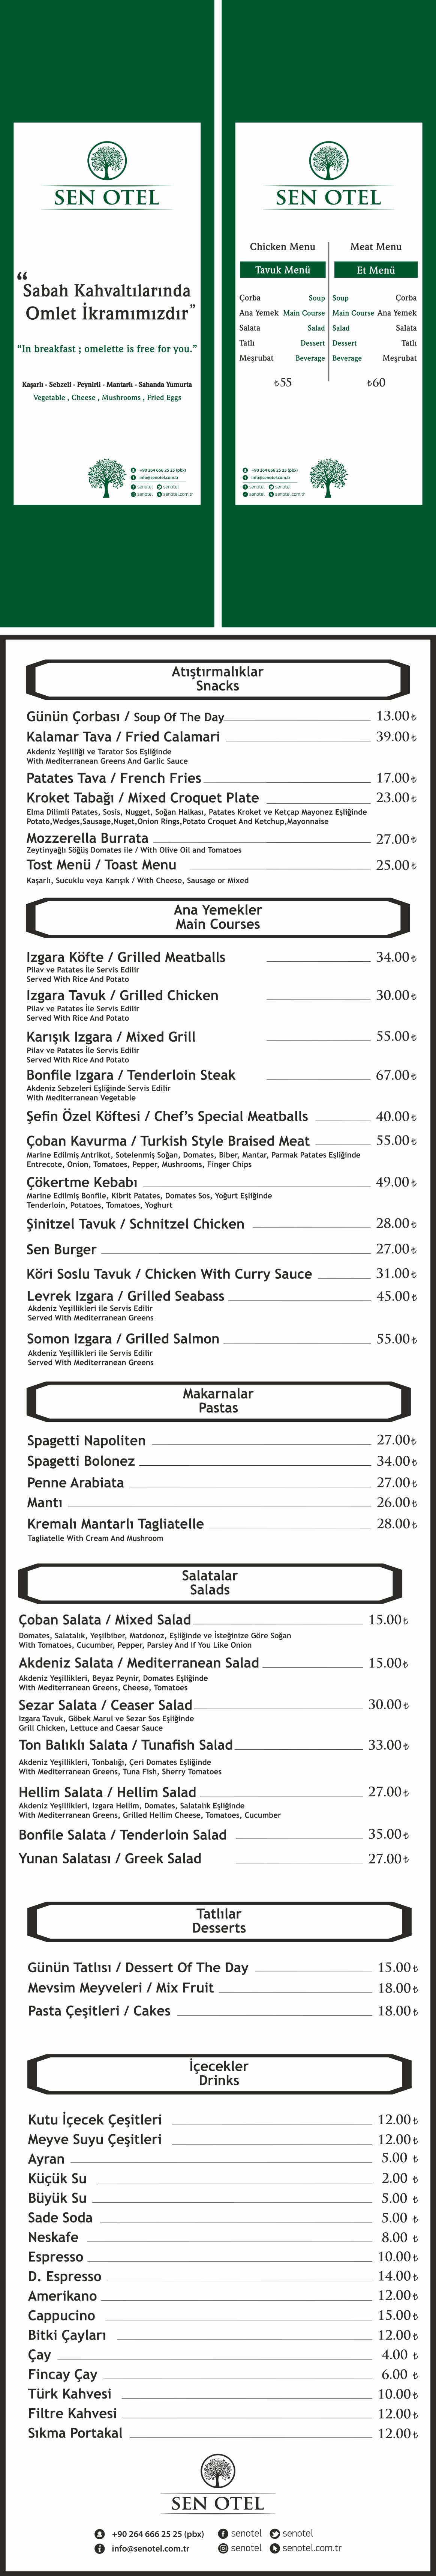 SEN OTEL
“
Sabah Kahvaltılarında
Omlet İkramımızdır”
“In breakfast ; omelette is free for you.”
Kaşarlı - Sebzeli - Peynirli - Mantarlı - Sahanda Yumurta
Vegetable , Cheese , Mushrooms , Fried Eggs
+90 264 666 25 25 (pbx)
info@senotel.com.tr
senotel senotel
senotel senotel.com.tr
SEN OTEL
Chicken Menu Meat Menu
Tavuk Menü Et Menü
Çorba Soup Soup Çorba
Ana Yemek Main Course Main Course Ana Yemek
Salata Salad Salad Salata
Tatlı Dessert Dessert Tatlı
Meşrubat Beverage Beverage Meşrubat
₺55 ₺60
+90 264 666 25 25 (pbx)
info@senotel.com.tr
senotel senotel
senotel senotel.com.tr
Atıştırmalıklar
Snacks
Günün Çorbası / Soup Of The Day 13.00₺
Kalamar Tava / Fried Calamari 39.00₺
Akdeniz Yeşilliği ve Tarator Sos Eşliğinde
With Mediterranean Greens And Garlic Sauce
Patates Tava / French Fries 17.00₺
Kroket Tabağı / Mixed Croquet Plate 23.00₺
Elma Dilimli Patates, Sosis, Nugget, Soğan Halkası, Patates Kroket ve Ketçap Mayonez Eşliğinde
Potato,Wedges,Sausage,Nuget,Onion Rings,Potato Croquet And Ketchup,Mayonnaise
Mozzerella Burrata 27.00₺
Zeytinyağlı Söğüş Domates ile / With Olive Oil and Tomatoes
Tost Menü / Toast Menu 25.00₺
Kaşarlı, Sucuklu veya Karışık / With Cheese, Sausage or Mixed
Ana Yemekler
Main Courses
Izgara Köfte / Grilled Meatballs 34.00₺
Pilav ve Patates İle Servis Edilir
Served With Rice And Potato
Izgara Tavuk / Grilled Chicken 30.00₺
Pilav ve Patates İle Servis Edilir
Served With Rice And Potato
Karışık Izgara / Mixed Grill 55.00₺
Pilav ve Patates İle Servis Edilir
Served With Rice And Potato
Bonfile Izgara / Tenderloin Steak 67.00₺
Akdeniz Sebzeleri Eşliğinde Servis Edilir
With Mediterranean Vegetable
Şefin Özel Köftesi / Chef’s Special Meatballs 40.00₺
Çoban Kavurma / Turkish Style Braised Meat 55.00₺
Marine Edilmiş Antrikot, Sotelenmiş Soğan, Domates, Biber, Mantar, Parmak Patates Eşliğinde
Entrecote, Onion, Tomatoes, Pepper, Mushrooms, Finger Chips
Çökertme Kebabı 49.00₺
Marine Edilmiş Bonfile, Kibrit Patates, Domates Sos, Yoğurt Eşliğinde
Tenderloin, Potatoes, Tomatoes, Yoghurt
Şinitzel Tavuk / Schnitzel Chicken 28.00₺
Sen Burger 27.00₺
Köri Soslu Tavuk / Chicken With Curry Sauce 31.00₺
Levrek Izgara / Grilled Seabass 45.00₺
Akdeniz Yeşillikleri ile Servis Edilir
Served With Mediterranean Greens
Somon Izgara / Grilled Salmon 55.00₺
Akdeniz Yeşillikleri ile Servis Edilir
Served With Mediterranean Greens
Makarnalar
Pastas
Spagetti Napoliten 27.00₺
Spagetti Bolonez 34.00₺
Penne Arabiata 27.00₺
Mantı 26.00₺
Kremalı Mantarlı Tagliatelle 28.00₺
Tagliatelle With Cream And Mushroom
Salatalar
Salads
Çoban Salata / Mixed Salad 15.00₺
Domates, Salatalık, Yeşilbiber, Matdonoz, Eşliğinde ve İsteğinize Göre Soğan
With Tomatoes, Cucumber, Pepper, Parsley And If You Like Onion
Akdeniz Salata / Mediterranean Salad 15.00₺
Akdeniz Yeşillikleri, Beyaz Peynir, Domates Eşliğinde
With Mediterranean Greens, Cheese, Tomatoes
Sezar Salata / Ceaser Salad 30.00₺
Izgara Tavuk, Göbek Marul ve Sezar Sos Eşliğinde
Grill Chicken, Lettuce and Caesar Sauce
Ton Balıklı Salata / Tunafish Salad 33.00₺
Akdeniz Yeşillikleri, Tonbalığı, Çeri Domates Eşliğinde
With Mediterranean Greens, Tuna Fish, Sherry Tomatoes
Hellim Salata / Hellim Salad 27.00₺
Akdeniz Yeşillikleri, Izgara Hellim, Domates, Salatalık Eşliğinde
With Mediterranean Greens, Grilled Hellim Cheese, Tomatoes, Cucumber
Bonfile Salata / Tenderloin Salad 35.00₺
Yunan Salatası / Greek Salad 27.00₺
Tatlılar
Desserts
Günün Tatlısı / Dessert Of The Day 15.00₺
Mevsim Meyveleri / Mix Fruit 18.00₺
Pasta Çeşitleri / Cakes 18.00₺
İçecekler
Drinks
Kutu İçecek Çeşitleri 12.00₺
Meyve Suyu Çeşitleri 12.00₺
Ayran 5.00 ₺
Küçük Su 2.00 ₺
Büyük Su 5.00 ₺
Sade Soda 5.00 ₺
Neskafe 8.00 ₺
Espresso 10.00₺
D. Espresso 14.00₺
Amerikano 12.00₺
Cappucino 15.00₺
Bitki Çayları 12.00₺
Çay 4.00 ₺
Fincay Çay 6.00 ₺
Türk Kahvesi 10.00₺
Filtre Kahvesi 12.00₺
Sıkma Portakal 12.00₺
SEN OTEL
+90 264 666 25 25 (pbx) senotel senotel
info@senotel.com.tr senotel senotel.com.tr